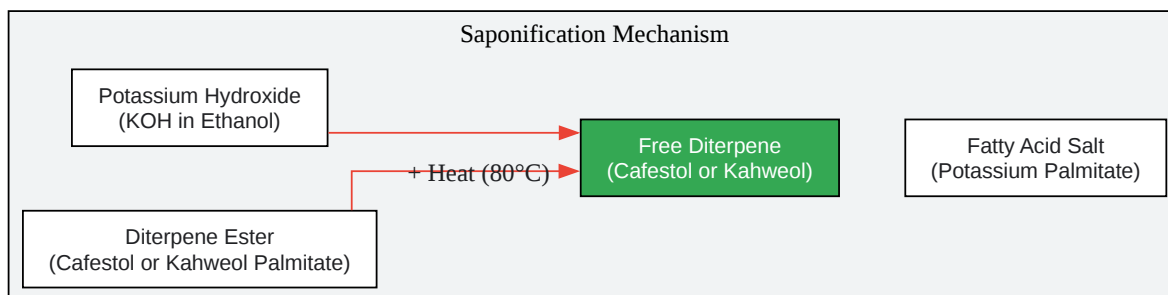 Saponification Mechanism
Potassium Hydroxide
(KOH in Ethanol)
Free Diterpene
(Cafestol or Kahweol)
Fatty Acid Salt
(Potassium Palmitate)
+ Heat (80°C)
Diterpene Ester
(Cafestol or Kahweol Palmitate)